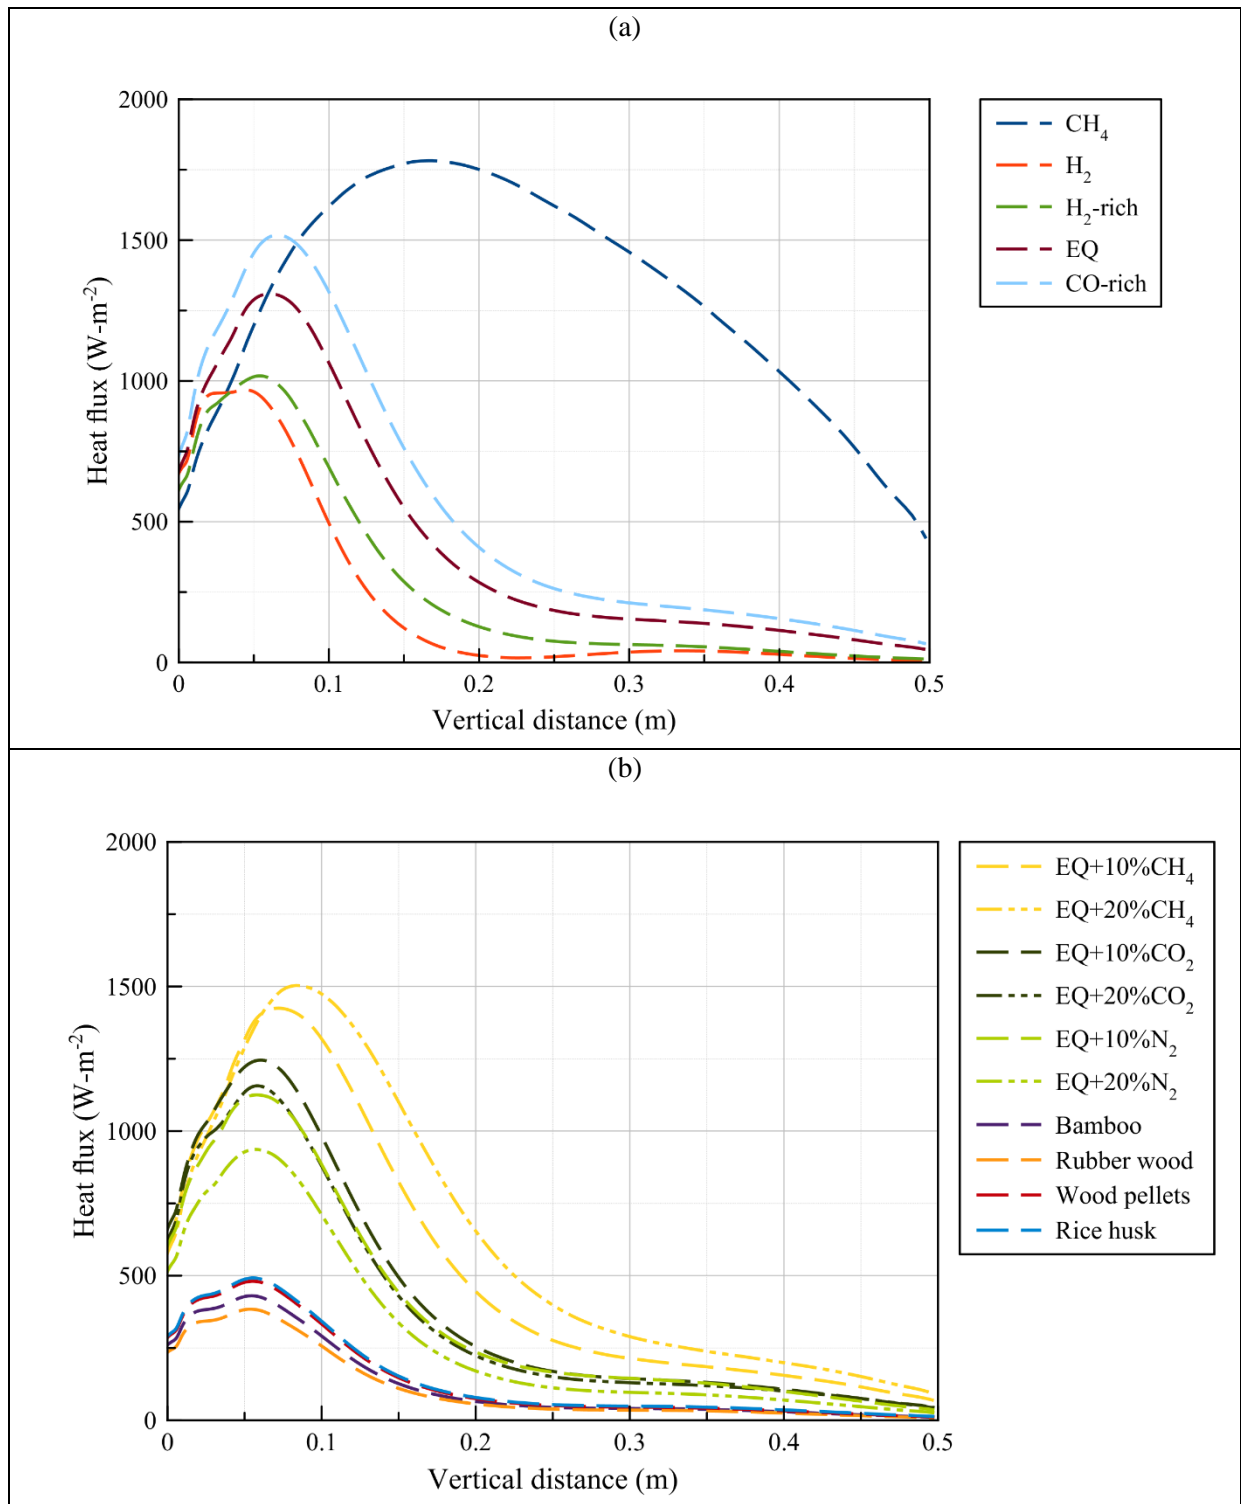 (a)
2000
1500
1000
500
0
Heat flux (W-m⁻²)
0 0.1 0.2 0.3 0.4 0.5
Vertical distance (m)
CH₄
H₂
H₂-rich
EQ
CO-rich
(b)
2000
1500
1000
500
0
Heat flux (W-m⁻²)
0 0.1 0.2 0.3 0.4 0.5
Vertical distance (m)
EQ+10%CH₄
EQ+20%CH₄
EQ+10%CO₂
EQ+20%CO₂
EQ+10%N₂
EQ+20%N₂
Bamboo
Rubber wood
Wood pellets
Rice husk